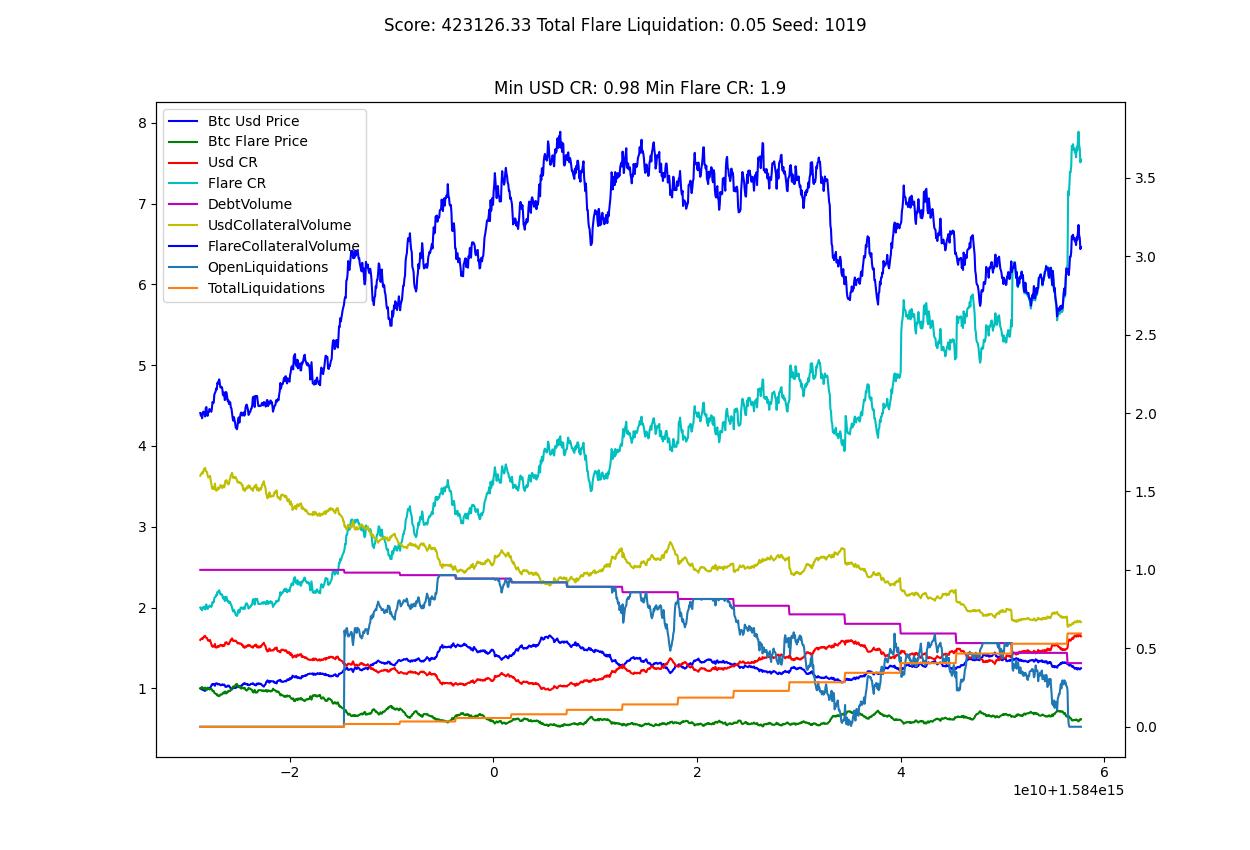 Score: 423126.33 Total Flare Liquidation: 0.05 Seed: 1019
Min USD CR: 0.98 Min Flare CR: 1.9
Btc Usd Price
Btc Flare Price
Usd CR
Flare CR
DebtVolume
UsdCollateralVolume
FlareCollateralVolume
OpenLiquidations
TotalLiquidations
8
7
6
5
4
3
2
1
3.5
3.0
2.5
2.0
1.5
1.0
0.5
0.0
−2 0 2 4 6
1e10+1.584e15